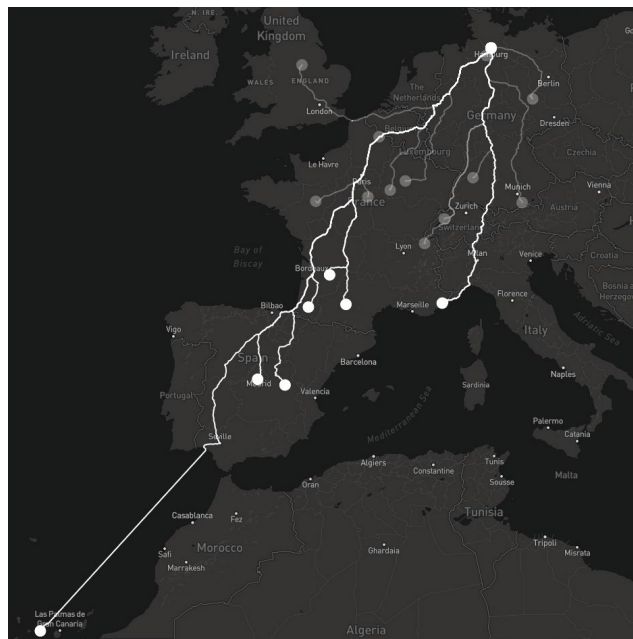 N. IRE.
United
Kingdom
Ireland
WALES
ENGLAND
London
The
Netherlands
Hamburg
Berlin
Germany
Dresden
Belgium
Luxembourg
Le Havre
Paris
France
Czechia
Munich
Vienna
Austria
Zurich
Switzerland
Lyon
Milan
Venice
Croatia
Bay of
Biscay
Bordeaux
Bosnia a
Herzegov
Marseille
Florence
Italy
Adriatic Sea
Bilbao
Vigo
Spain
Barcelona
Madrid
Valencia
Portugal
Sardinia
Naples
Mediterranean Sea
Seville
Palermo
Catania
Algiers
Constantine
Tunis
Sousse
Malta
Oran
Tunisia
Casablanca
Fez
Safi
Morocco
Marrakesh
Ghardaia
Tripoli
Misrata
Las Palmas de
Gran Canaria
Algeria